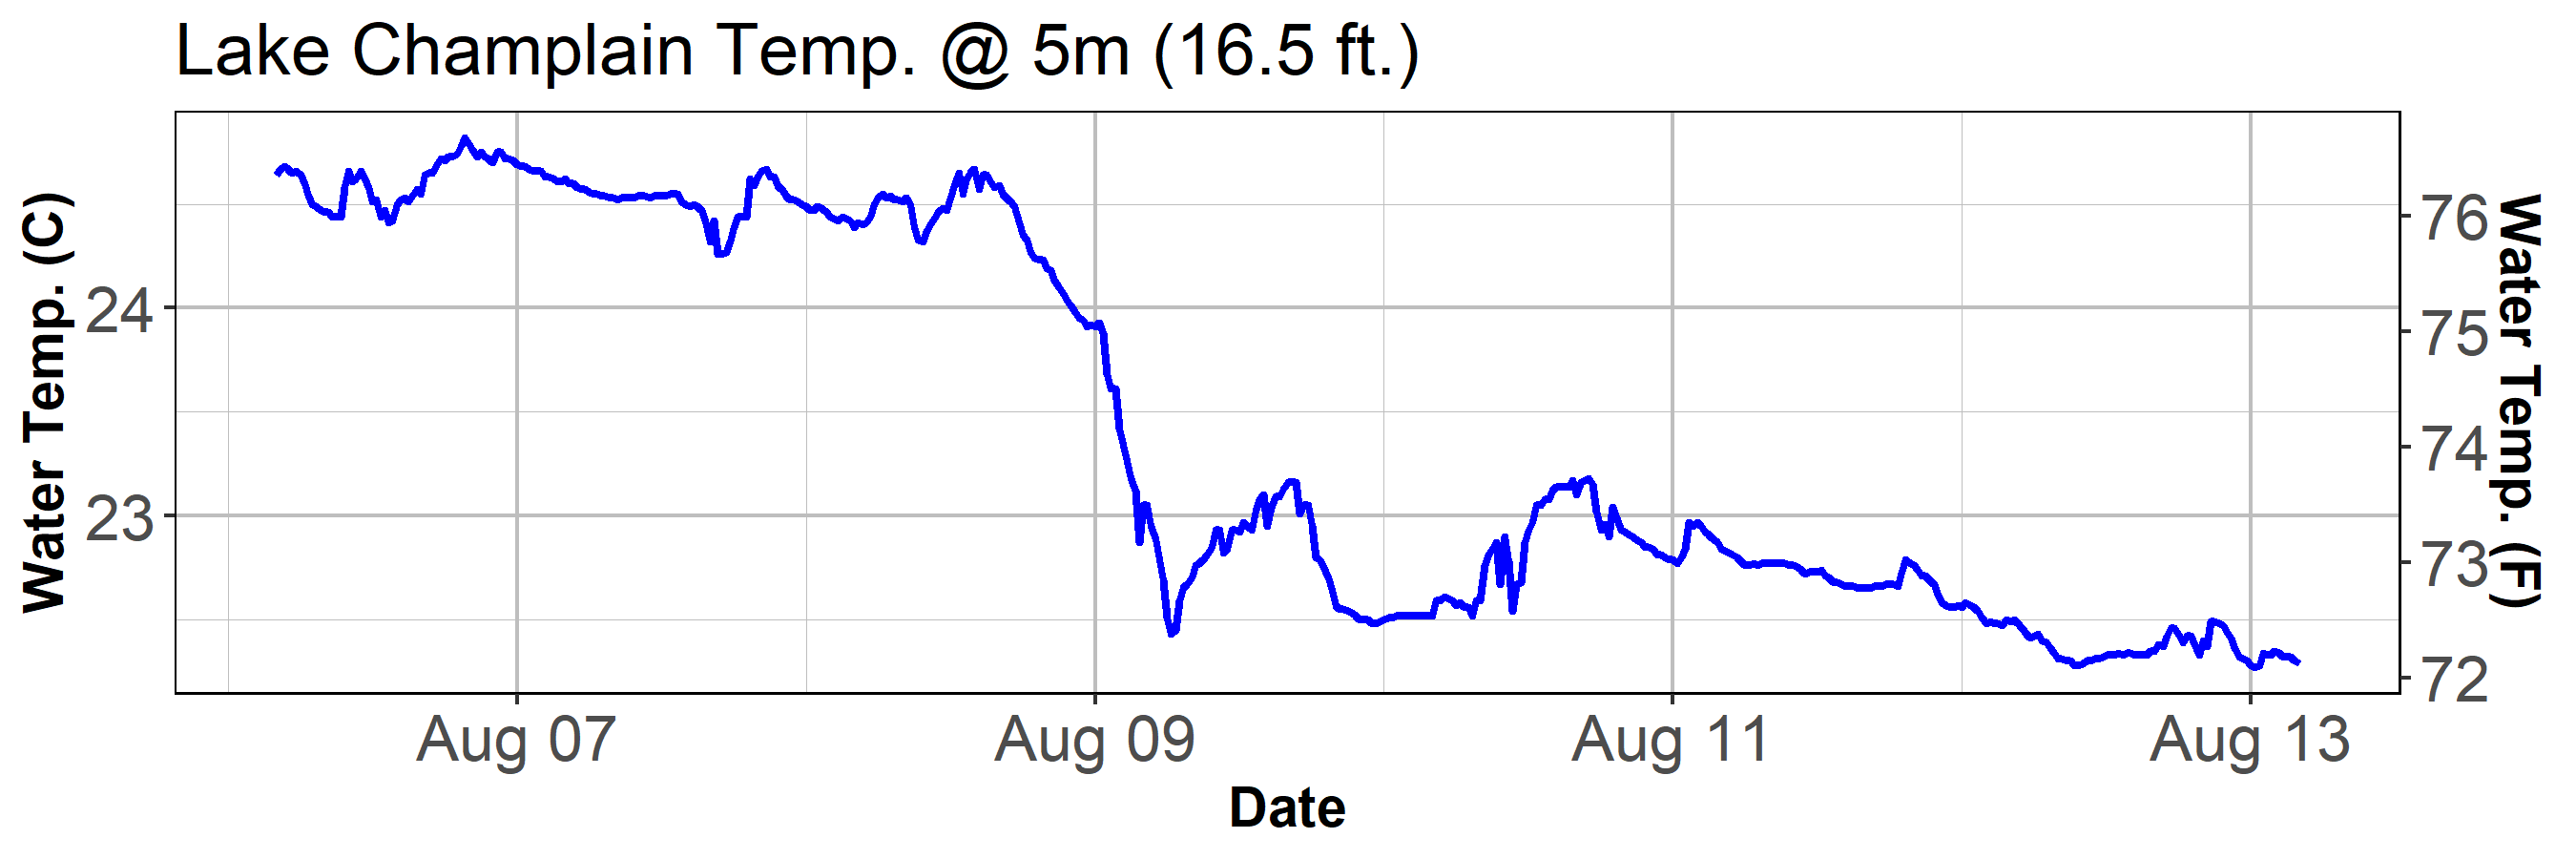 Lake Champlain Temp. @ 5m (16.5 ft.)
Water Temp. (C)
24
23
76
75
74
73
72
Water Temp. (F)
Aug 07
Aug 09
Aug 11
Aug 13
Date